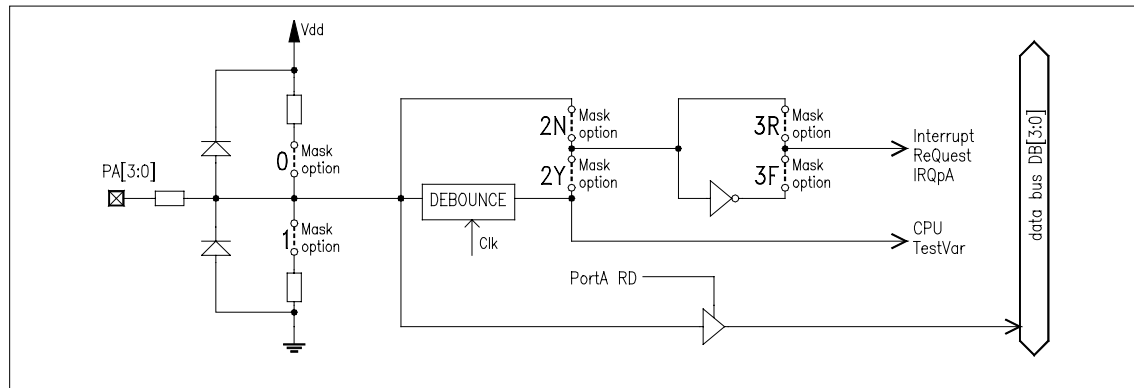 Vdd
0
Mask
option
PA[3:0]
1
Mask
option
DEBOUNCE
Clk
2N
Mask
option
2Y
Mask
option
3R
Mask
option
3F
Mask
option
Interrupt
ReQuest
IRQpA
CPU
TestVar
PortA RD
data bus DB[3:0]